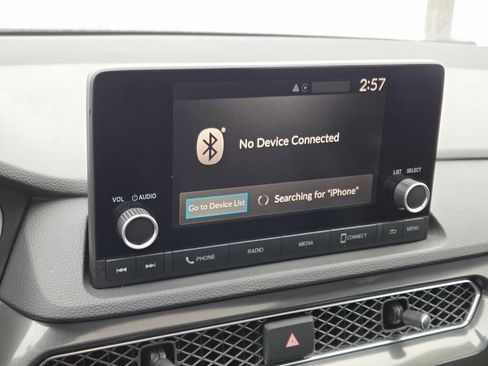 2:57
No Device Connected
Go to Device List
Searching for "iPhone"
VOL AUDIO
LIST SELECT
PHONE
RADIO
MEDIA
CONNECT
MENU